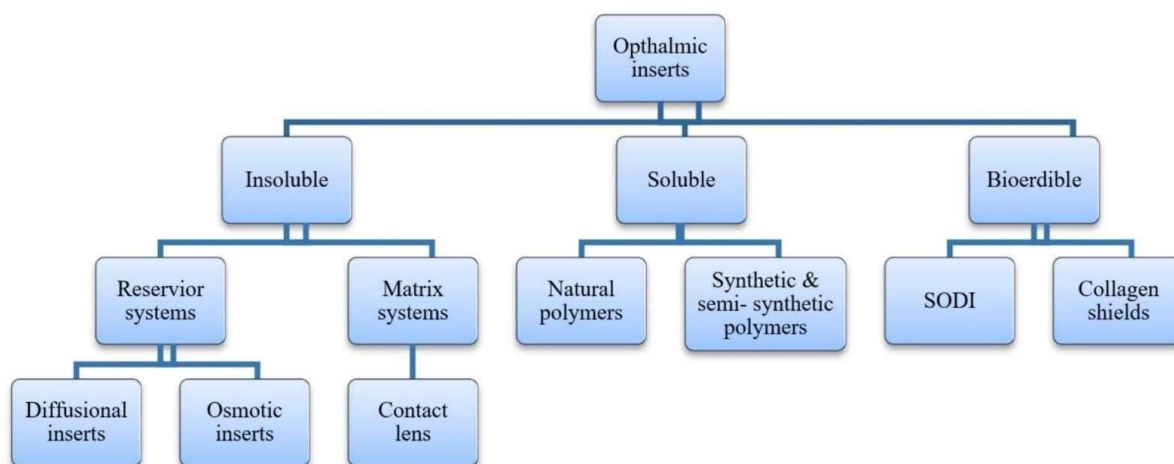 Opthalmic
inserts
Insoluble
Soluble
Bioerdible
Reservior
systems
Matrix
systems
Natural
polymers
Synthetic &
semi- synthetic
polymers
SODI
Collagen
shields
Diffusional
inserts
Osmotic
inserts
Contact
lens